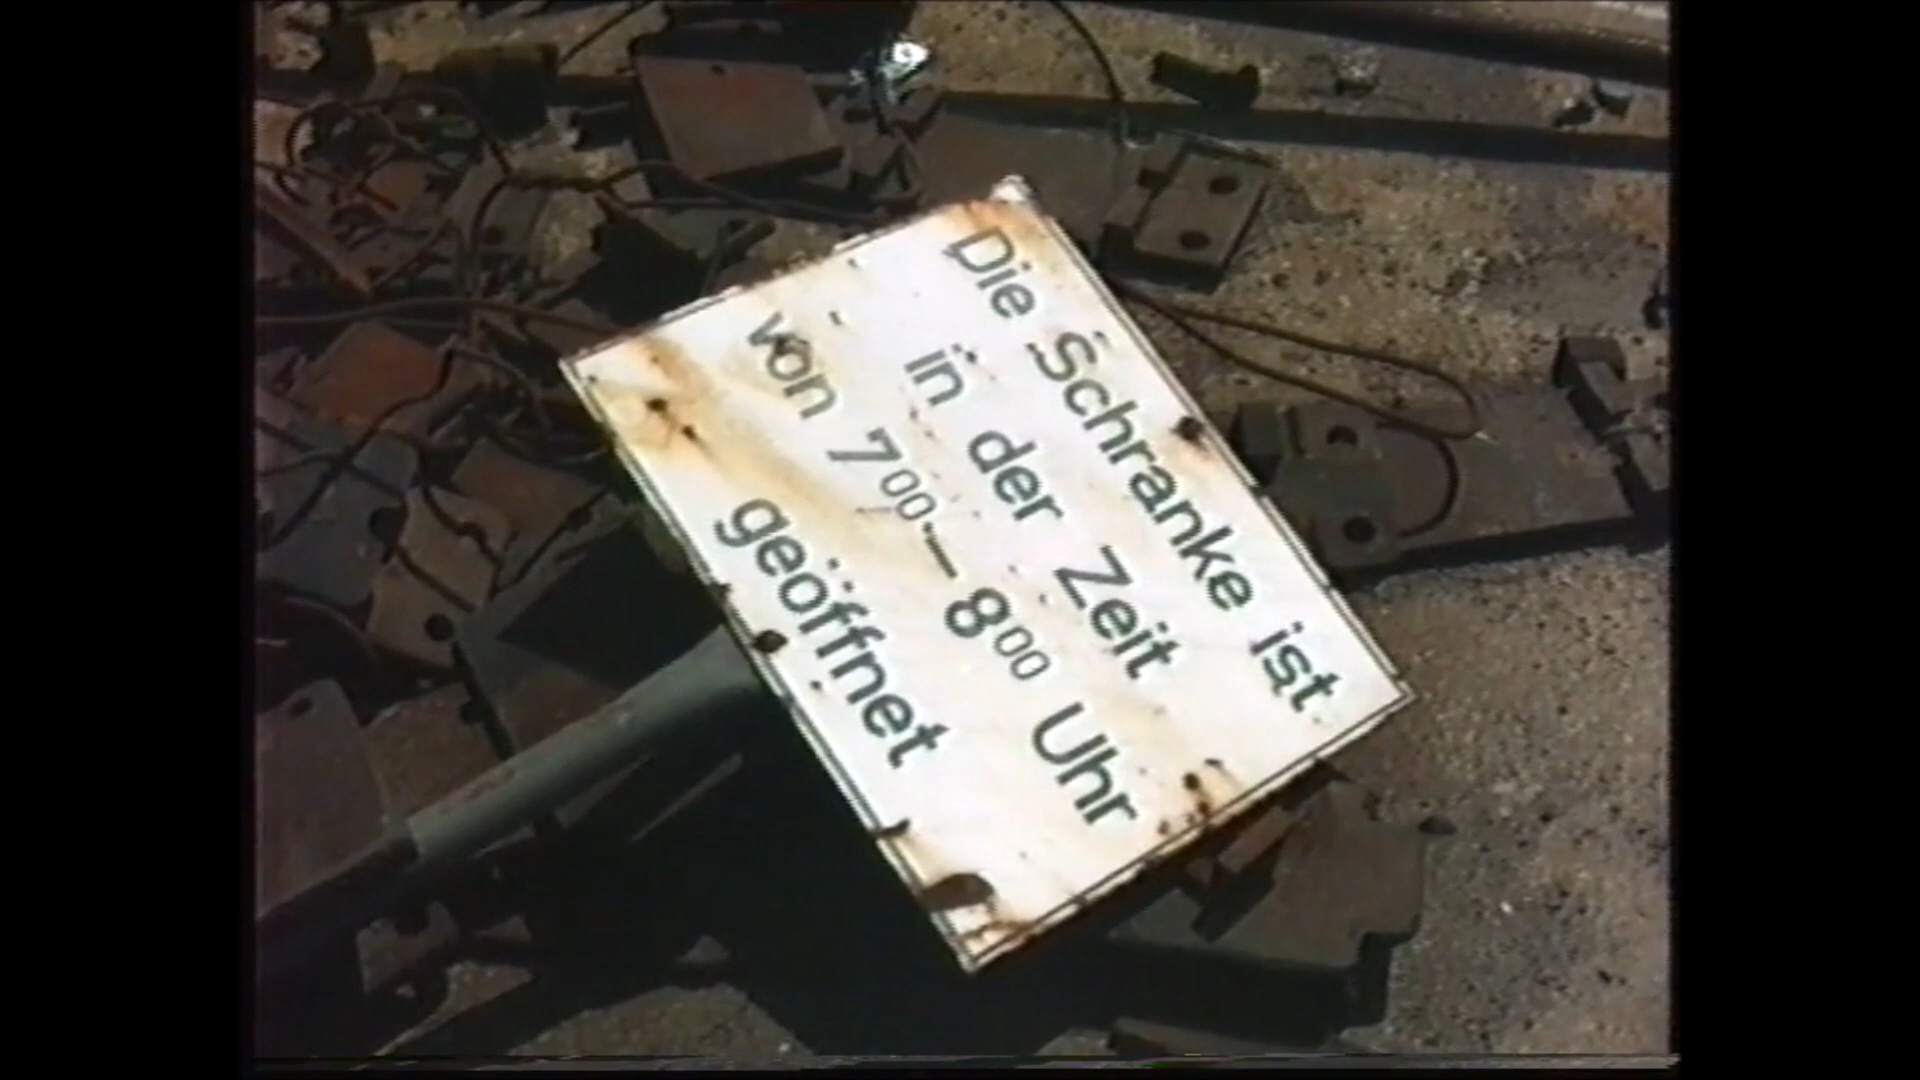 Die Schranke ist
in der Zeit
von 7⁰⁰ – 8⁰⁰ Uhr
geöffnet